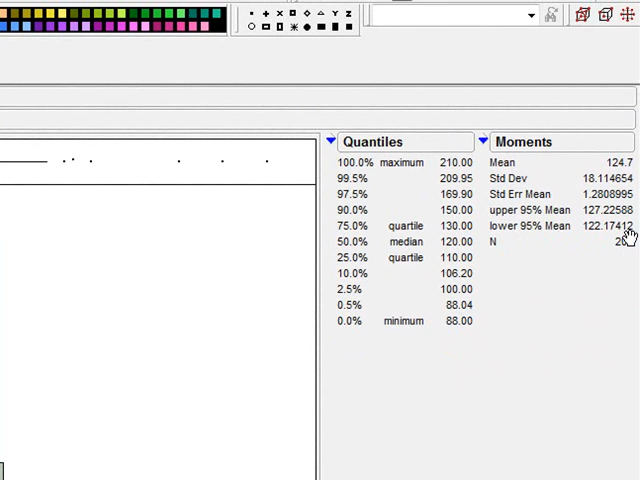 Quantiles
100.0% maximum 210.00
99.5% 209.95
97.5% 169.90
90.0% 150.00
75.0% quartile 130.00
50.0% median 120.00
25.0% quartile 110.00
10.0% 106.20
2.5% 100.00
0.5% 88.04
0.0% minimum 88.00
Moments
Mean 124.7
Std Dev 18.114654
Std Err Mean 1.2808995
upper 95% Mean 127.22588
lower 95% Mean 122.17412
N